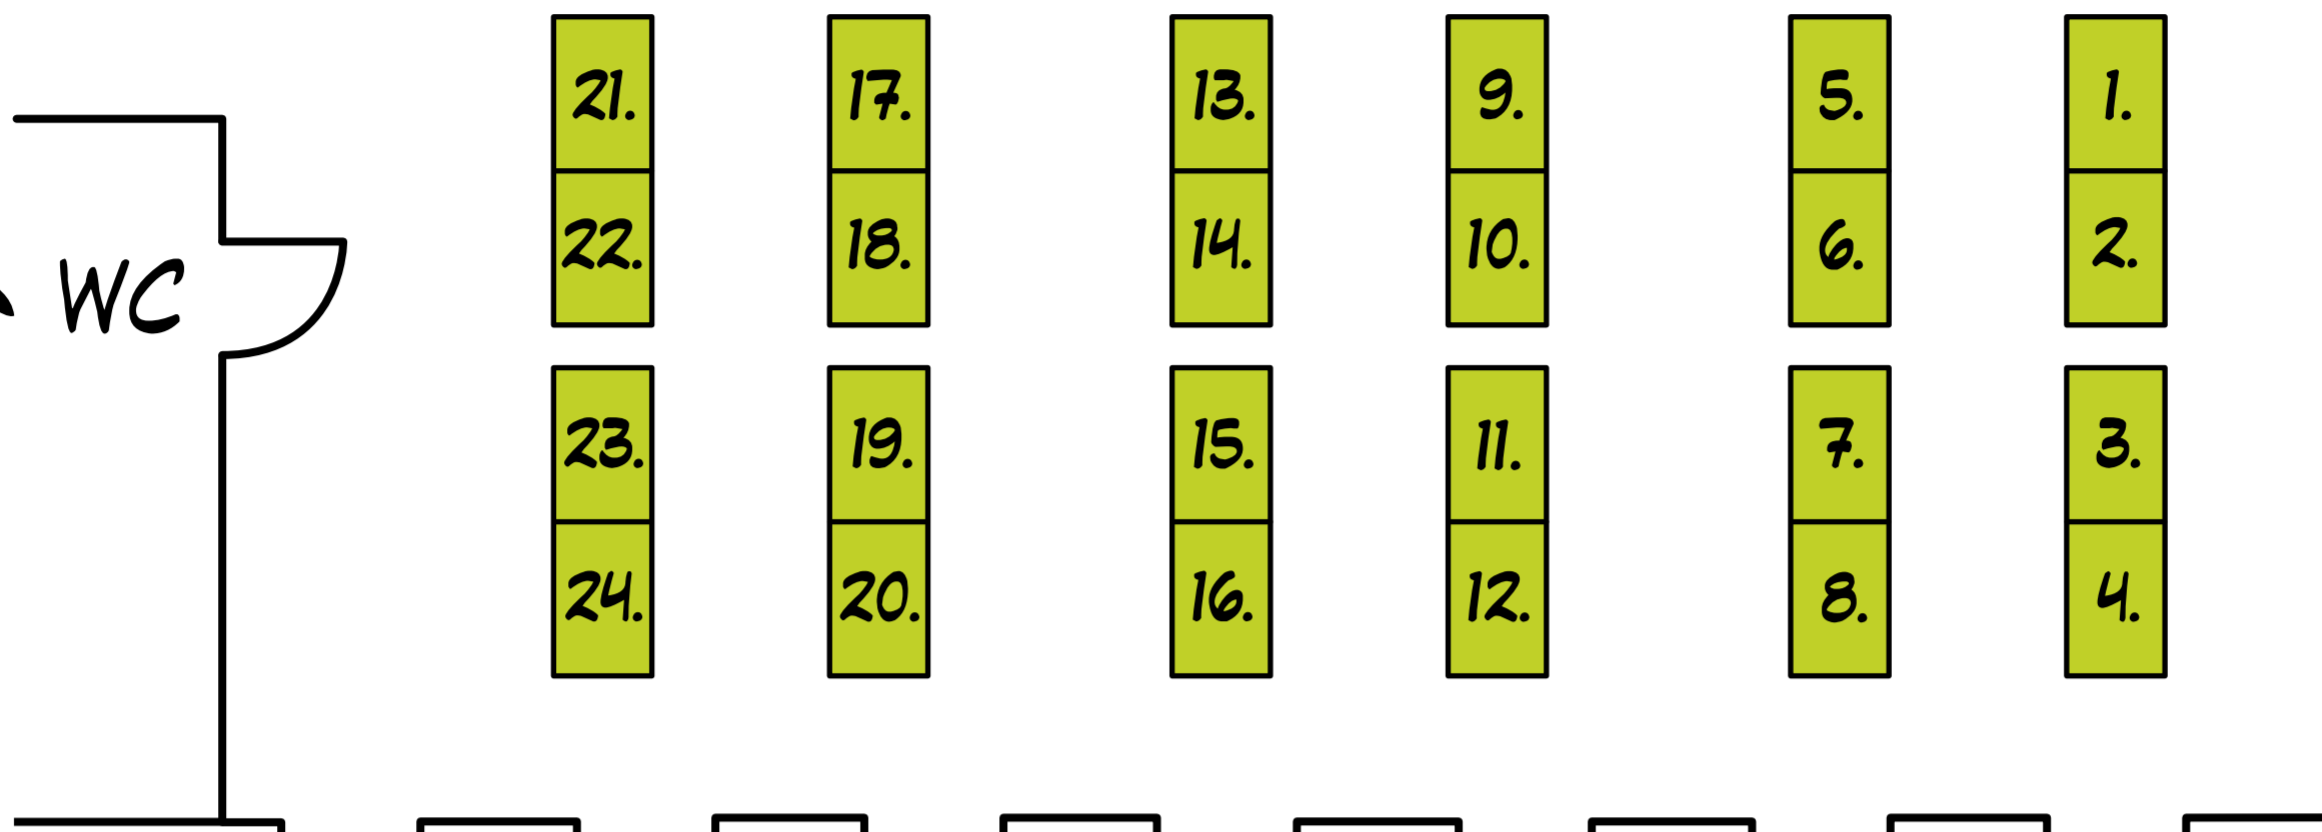 21. 17. 13. 9. 5. 1.
22. 18. 14. 10. 6. 2.
WC
23. 19. 15. 11. 7. 3.
24. 20. 16. 12. 8. 4.